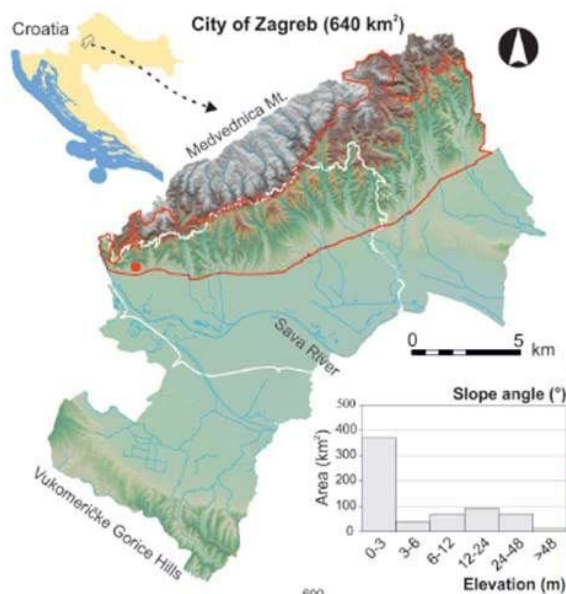 Croatia
City of Zagreb (640 km²)
Medvednica Mt.
Sava River
0
5
km
Vukomeričke Gorice Hills
Slope angle (°)
500
400
300
200
100
0
Area (km²)
0-3
3-6
6-12
12-24
24-48
>48
Elevation (m)